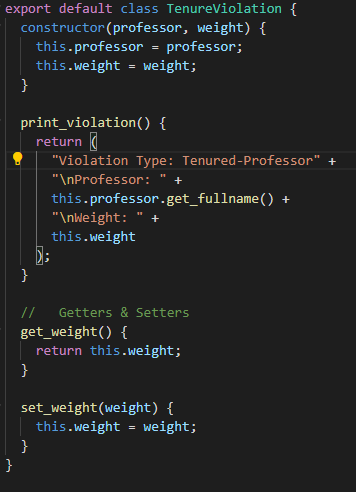 export default class TenureViolation {
  constructor(professor, weight) {
    this.professor = professor;
    this.weight = weight;
  }

  print_violation() {
    return (
      "Violation Type: Tenured-Professor" +
      "\nProfessor: " +
      this.professor.get_fullname() +
      "\nWeight: " +
      this.weight
    );
  }

  //   Getters & Setters
  get_weight() {
    return this.weight;
  }

  set_weight(weight) {
    this.weight = weight;
  }
}